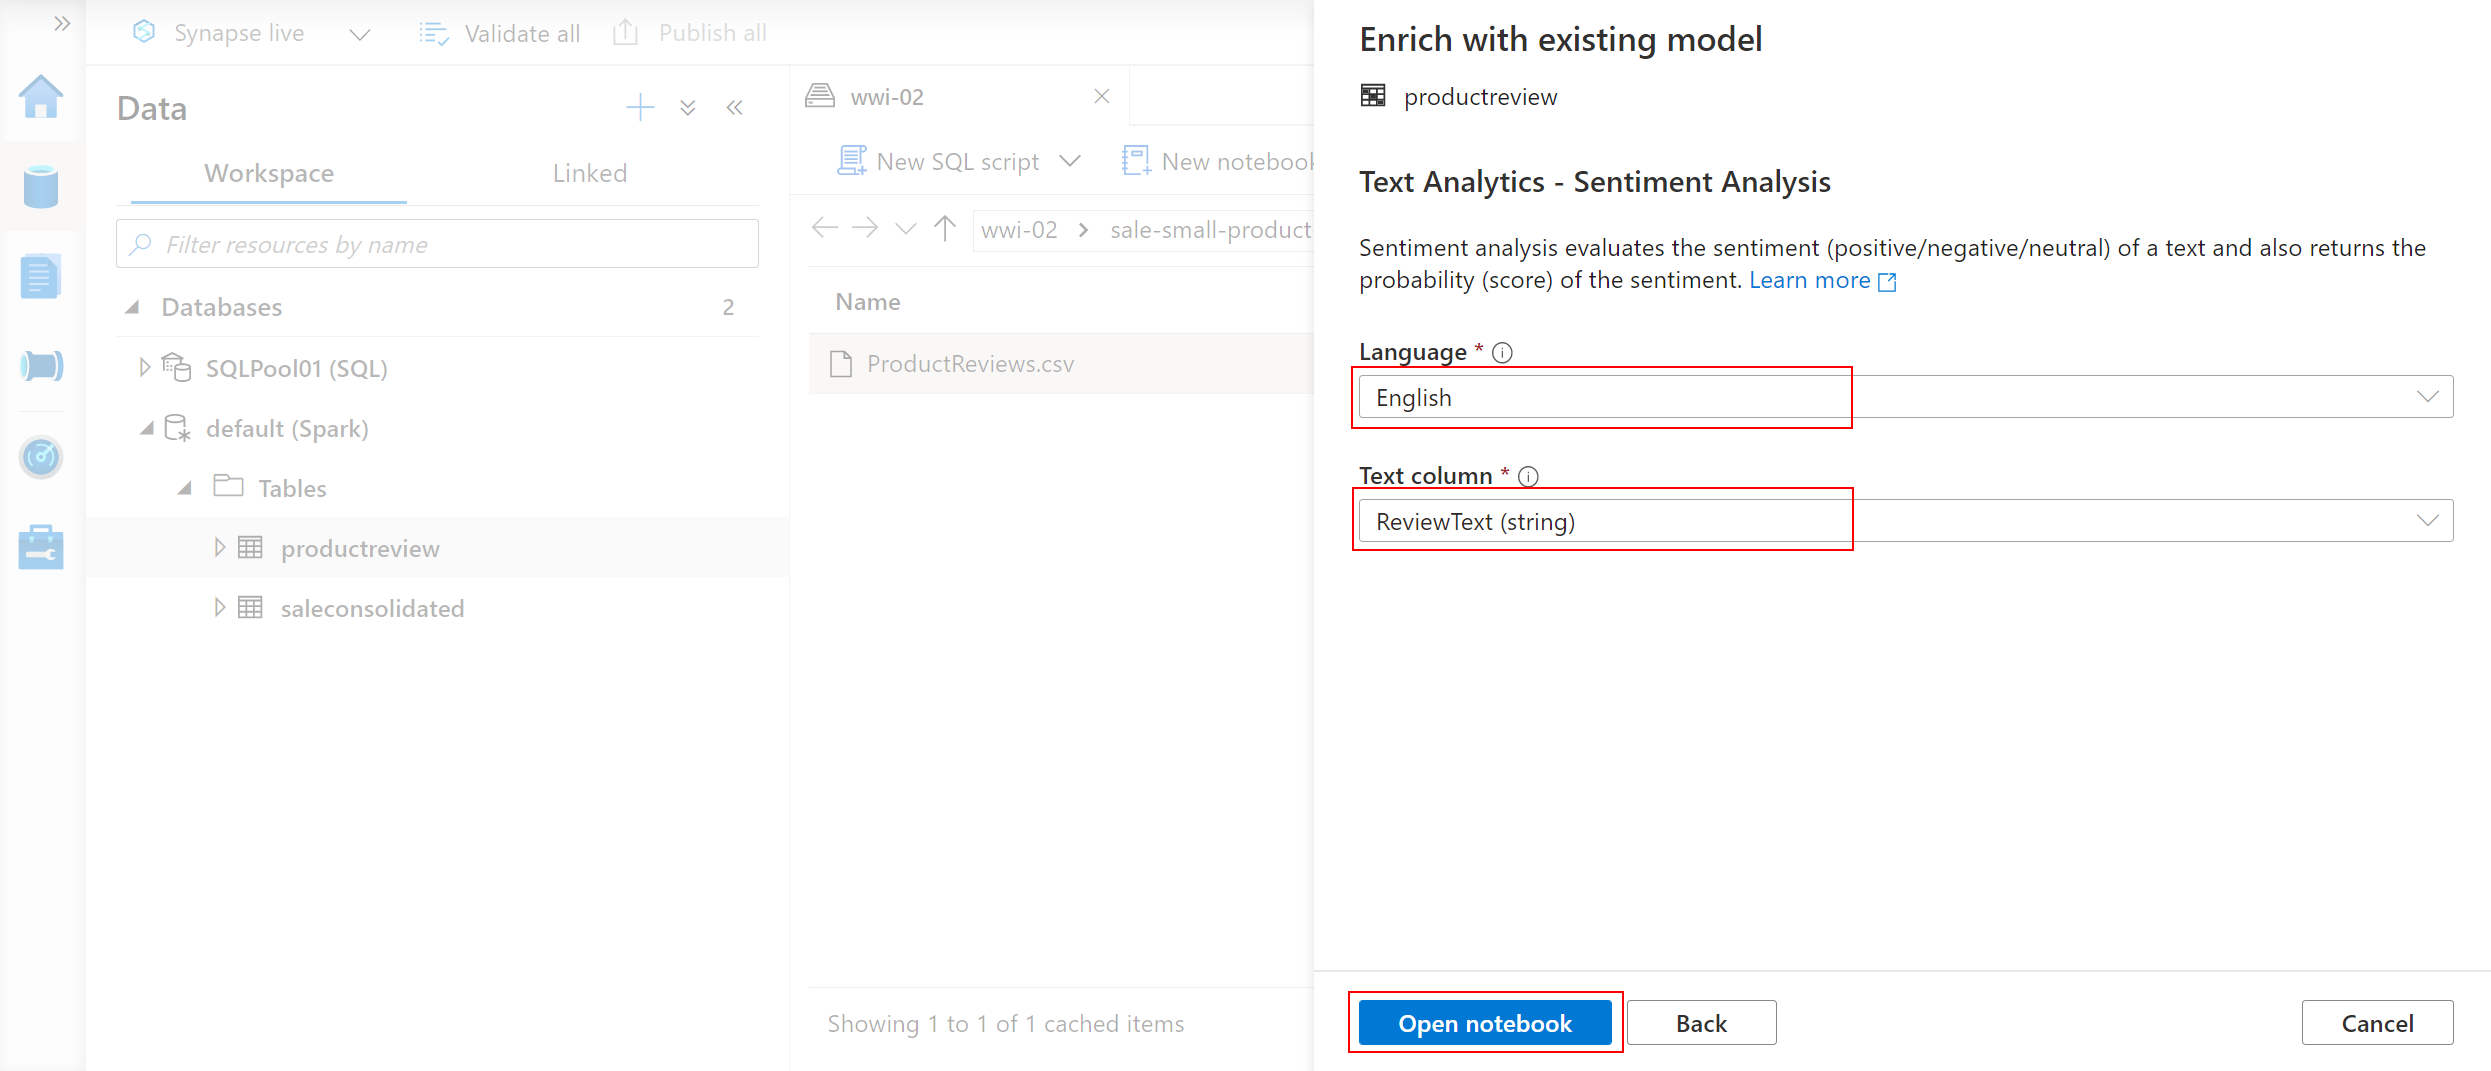 Synapse live
Validate all
Publish all
Data
Workspace
Linked
Filter resources by name
Databases
2
SQLPool01 (SQL)
default (Spark)
Tables
productreview
saleconsolidated
wwi-02
New SQL script
New notebook
wwi-02
sale-small-product
Name
ProductReviews.csv
Showing 1 to 1 of 1 cached items
Enrich with existing model
productreview
Text Analytics - Sentiment Analysis
Sentiment analysis evaluates the sentiment (positive/negative/neutral) of a text and also returns the
probability (score) of the sentiment. Learn more
Language *
English
Text column *
ReviewText (string)
Open notebook
Back
Cancel